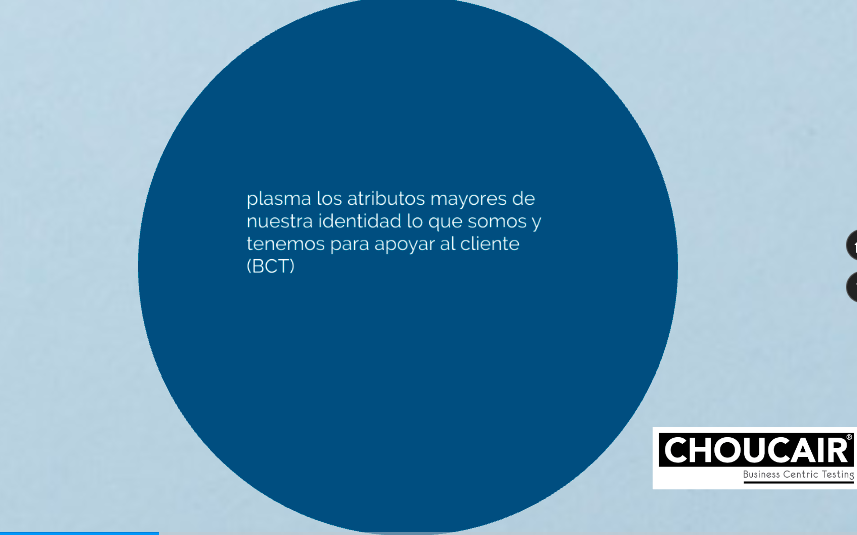 plasma los atributos mayores de
nuestra identidad lo que somos y
tenemos para apoyar al cliente
(BCT)
CHOUCAIR®
Business Centric Testing